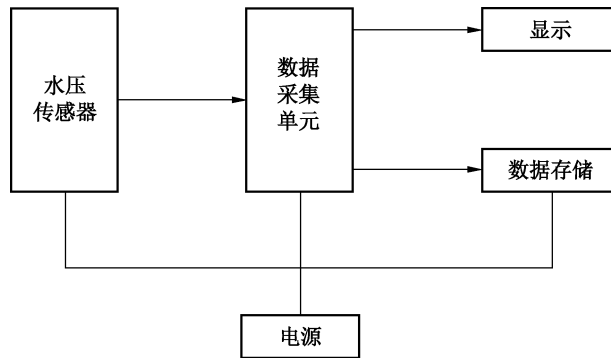 水压
传感器
数据
采集
单元
显示
数据存储
电源